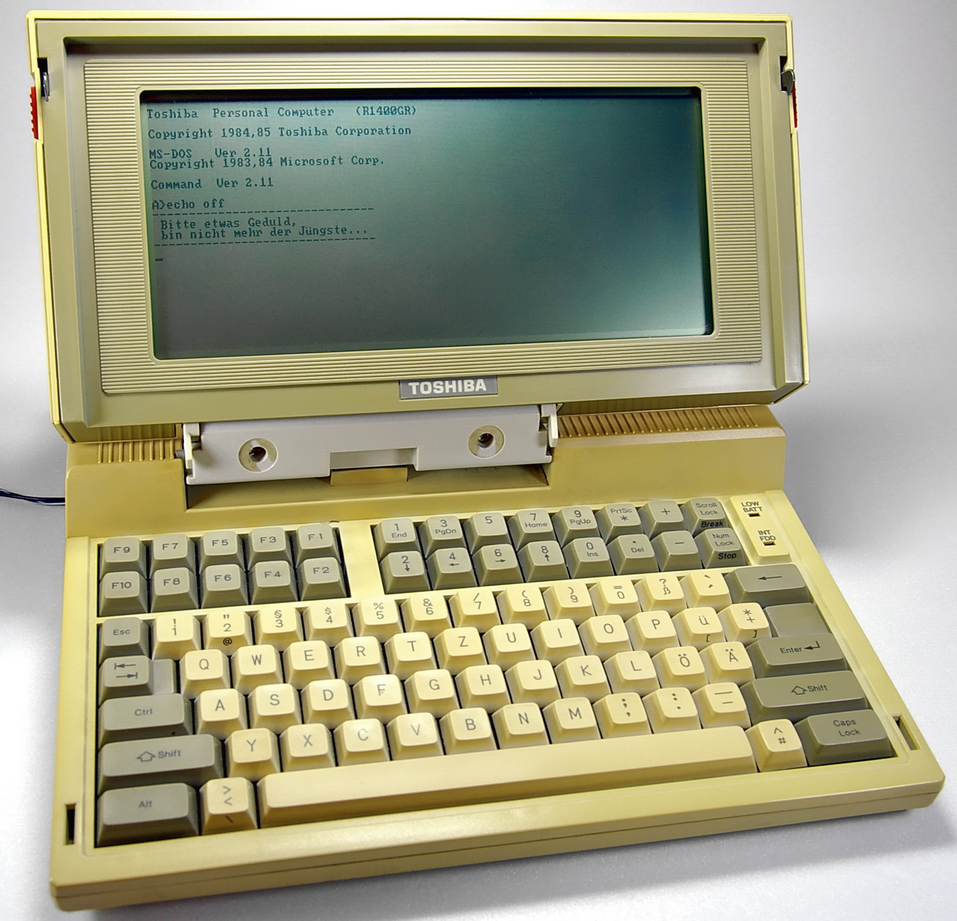 Toshiba Personal Computer (R1400GR)
Copyright 1984,85 Toshiba Corporation
MS-DOS Ver 2.11
Copyright 1983,84 Microsoft Corp.
Command Ver 2.11
A>echo off
--------------------------------
Bitte etwas Geduld,
bin nicht mehr der Jüngste...
--------------------------------
TOSHIBA
LOW BATT
INT FDD
F9 F7 F5 F3 F1
1 End 3 PgDn 5 7 Home 9 PgUp PrtSc * + Scroll Lock Break
F10 F8 F6 F4 F2
2 ↓ 4 ← 6 → 8 ↑ 0 Ins . Del - Num Lock Stop
Esc ! 1 " 2 @ § 3 $ 4 % 5 & 6 / 7 ( 8 ) 9 = 0 ? ß ` ´ ←
Q W E R T Z U I O P Ü [ * + ] Enter
Ctrl A S D F G H J K L Ö Ä Shift
Shift Y X C V B N M ; , : . _ - Caps Lock
Alt > < \ ^ #